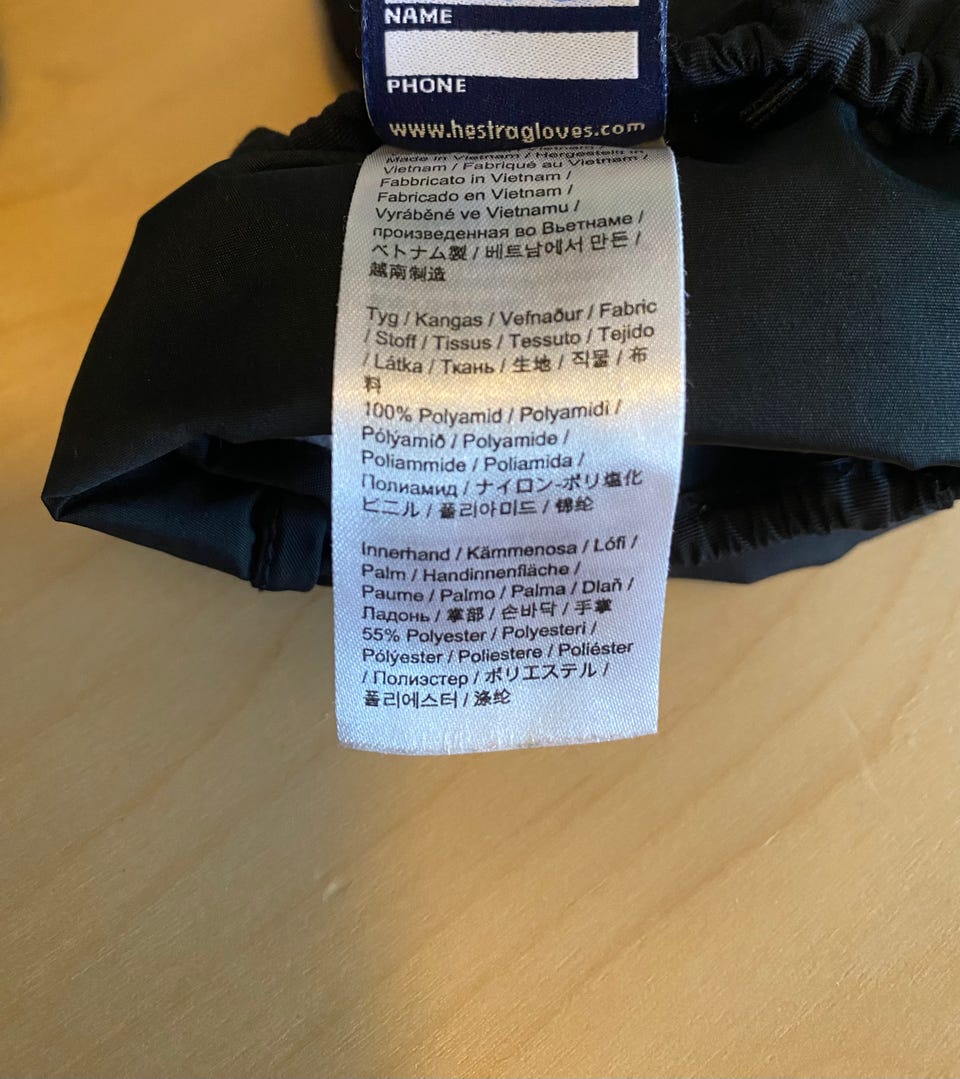 NAME
PHONE
www.hestragloves.com
Made in Vietnam / Hergestellt in
Vietnam / Fabriqué au Vietnam /
Fabbricato in Vietnam /
Fabricado en Vietnam /
Vyráběné ve Vietnamu /
произведенная во Вьетнаме /
ベトナム製 / 베트남에서 만든 /
越南制造
Tyg / Kangas / Vefnaður / Fabric
/ Stoff / Tissus / Tessuto / Tejido
/ Látka / Ткань / 生地 / 직물 / 布
料
100% Polyamid / Polyamidi /
Pólýamíð / Polyamide /
Poliammide / Poliamida /
Полиамид / ナイロン-ポリ塩化
ビニル / 폴리아미드 / 锦纶
Innerhand / Kämmenosa / Lófi /
Palm / Handinnenfläche /
Paume / Palmo / Palma / Dlaň /
Ладонь / 掌部 / 손바닥 / 手掌
55% Polyester / Polyesteri /
Pólýester / Poliestere / Poliéster
/ Полиэстер / ポリエステル /
폴리에스터 / 涤纶